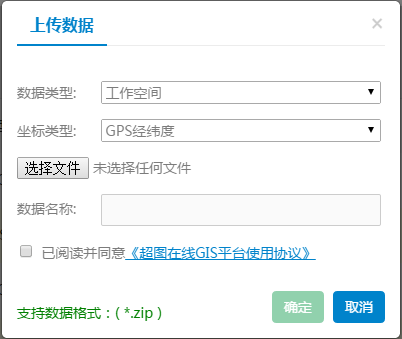 上传数据 ×
数据类型: 工作空间
坐标类型: GPS经纬度
选择文件 未选择任何文件
数据名称:
已阅读并同意《超图在线GIS平台使用协议》
支持数据格式：( *.zip ) 确定 取消